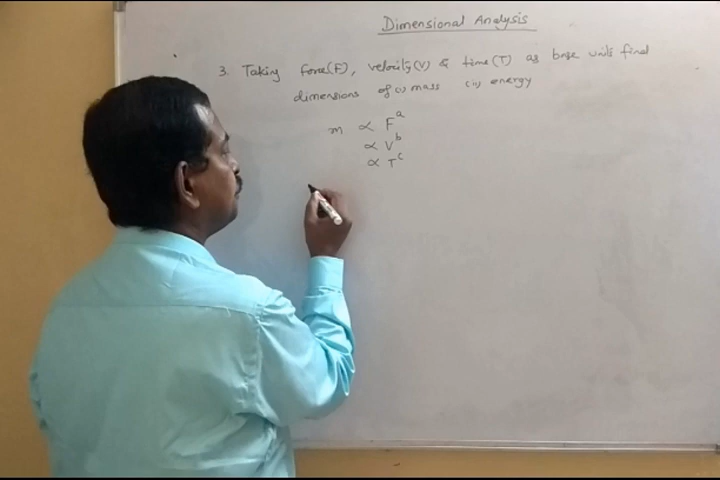 Dimensional Analysis
3. Taking force(F), velocity(V) & time(T) as base units find
dimensions of (i) mass (ii) energy
m ∝ F^a
∝ V^b
∝ T^c